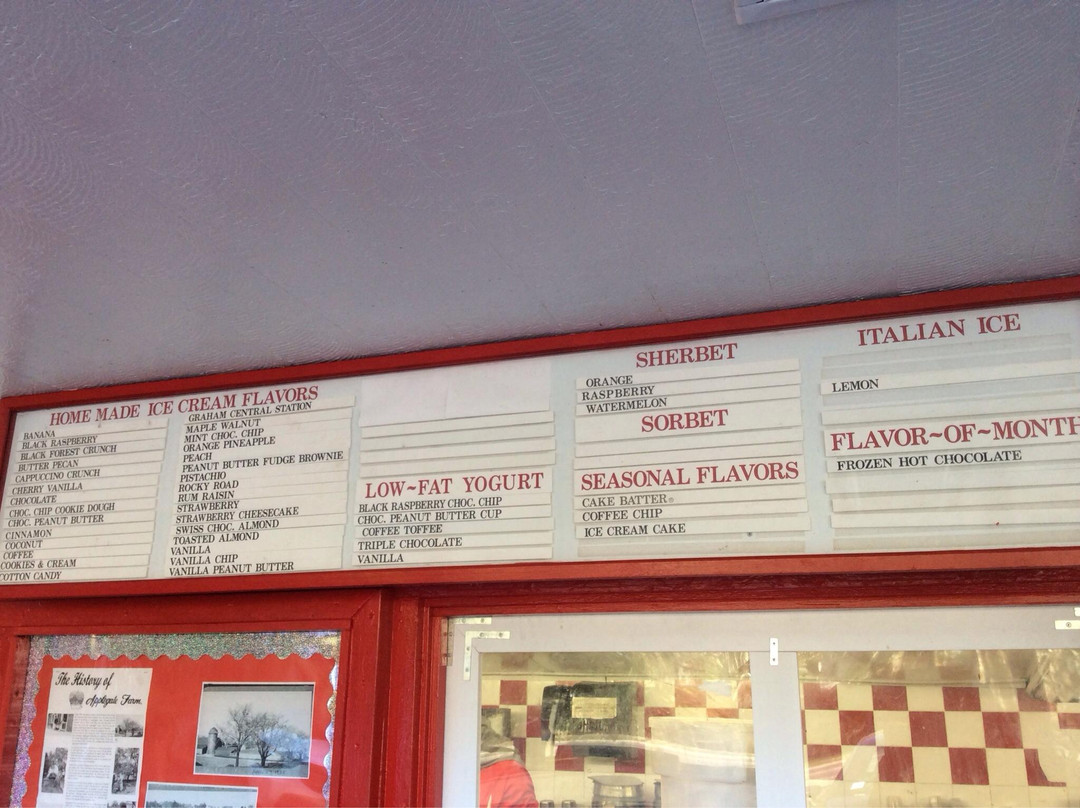 HOME MADE ICE CREAM FLAVORS
BANANA
BLACK RASPBERRY
BLACK FOREST CRUNCH
BUTTER PECAN
CAPPUCCINO CRUNCH
CHERRY VANILLA
CHOCOLATE
CHOC. CHIP COOKIE DOUGH
CHOC. PEANUT BUTTER
CINNAMON
COCONUT
COFFEE
COOKIES & CREAM
COTTON CANDY
GRAHAM CENTRAL STATION
MAPLE WALNUT
MINT CHOC. CHIP
ORANGE PINEAPPLE
PEACH
PEANUT BUTTER FUDGE BROWNIE
PISTACHIO
ROCKY ROAD
RUM RAISIN
STRAWBERRY
STRAWBERRY CHEESECAKE
SWISS CHOC. ALMOND
TOASTED ALMOND
VANILLA
VANILLA CHIP
VANILLA PEANUT BUTTER
LOW~FAT YOGURT
BLACK RASPBERRY CHOC. CHIP
CHOC. PEANUT BUTTER CUP
COFFEE TOFFEE
TRIPLE CHOCOLATE
VANILLA
SHERBET
ORANGE
RASPBERRY
WATERMELON
SORBET
SEASONAL FLAVORS
CAKE BATTER®
COFFEE CHIP
ICE CREAM CAKE
ITALIAN ICE
LEMON
FLAVOR~OF~MONTH
FROZEN HOT CHOCOLATE
The History of
Applegate Farm.